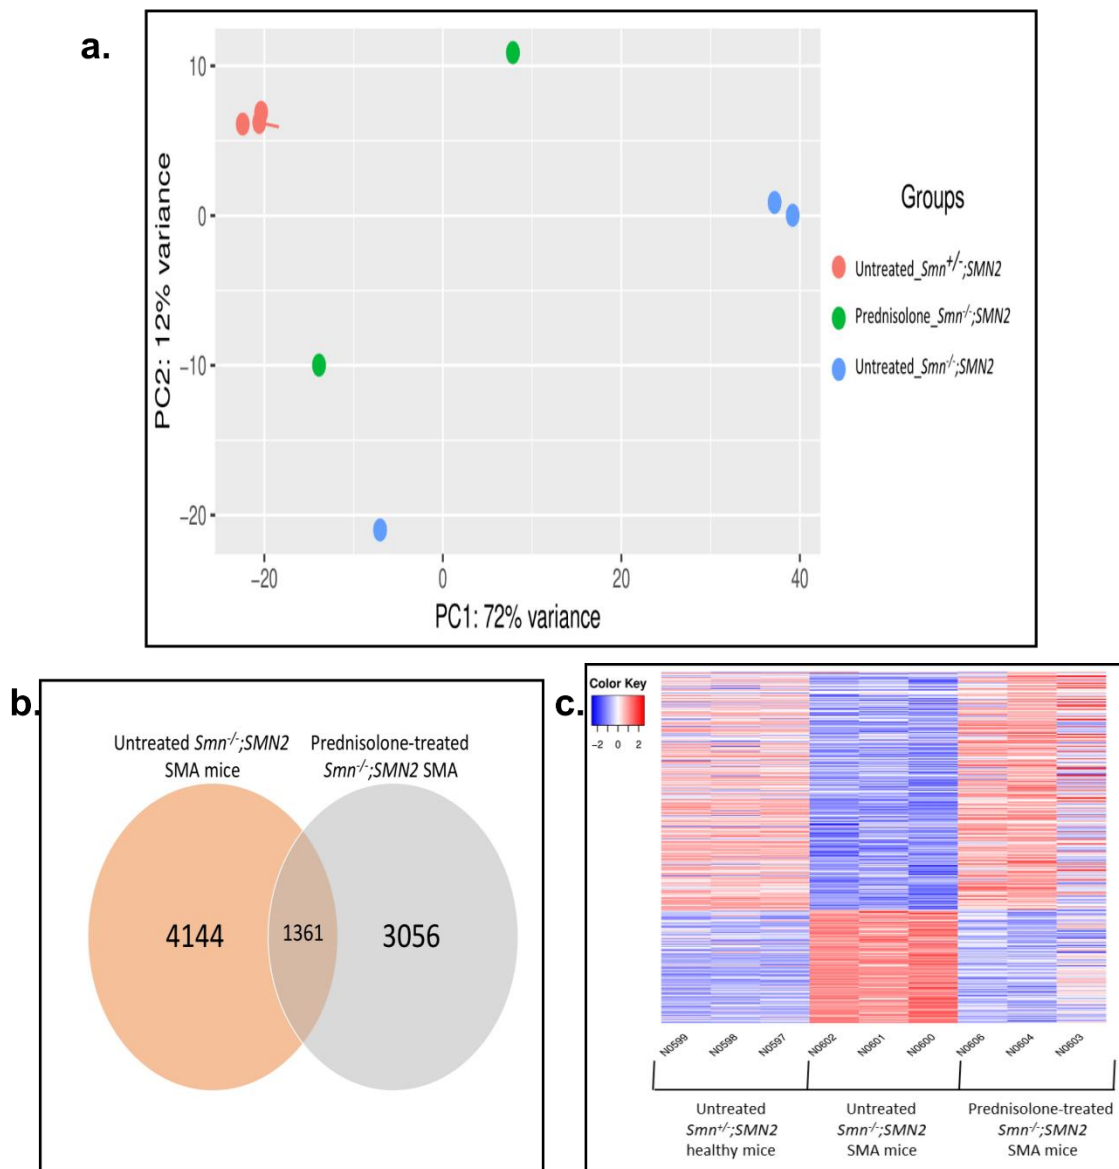 a.
10
0
−10
−20
PC2: 12% variance
−20
0
20
40
PC1: 72% variance
Groups
Untreated_Smn+/-;SMN2
Prednisolone_Smn-/-;SMN2
Untreated_Smn-/-;SMN2
b.
Untreated Smn-/-;SMN2
SMA mice
Prednisolone-treated
Smn-/-;SMN2 SMA
4144
1361
3056
c.
Color Key
−2 0 2
N0599
N0598
N0597
N0602
N0601
N0600
N0606
N0604
N0603
Untreated
Smn+/-;SMN2
healthy mice
Untreated
Smn-/-;SMN2
SMA mice
Prednisolone-treated
Smn-/-;SMN2
SMA mice